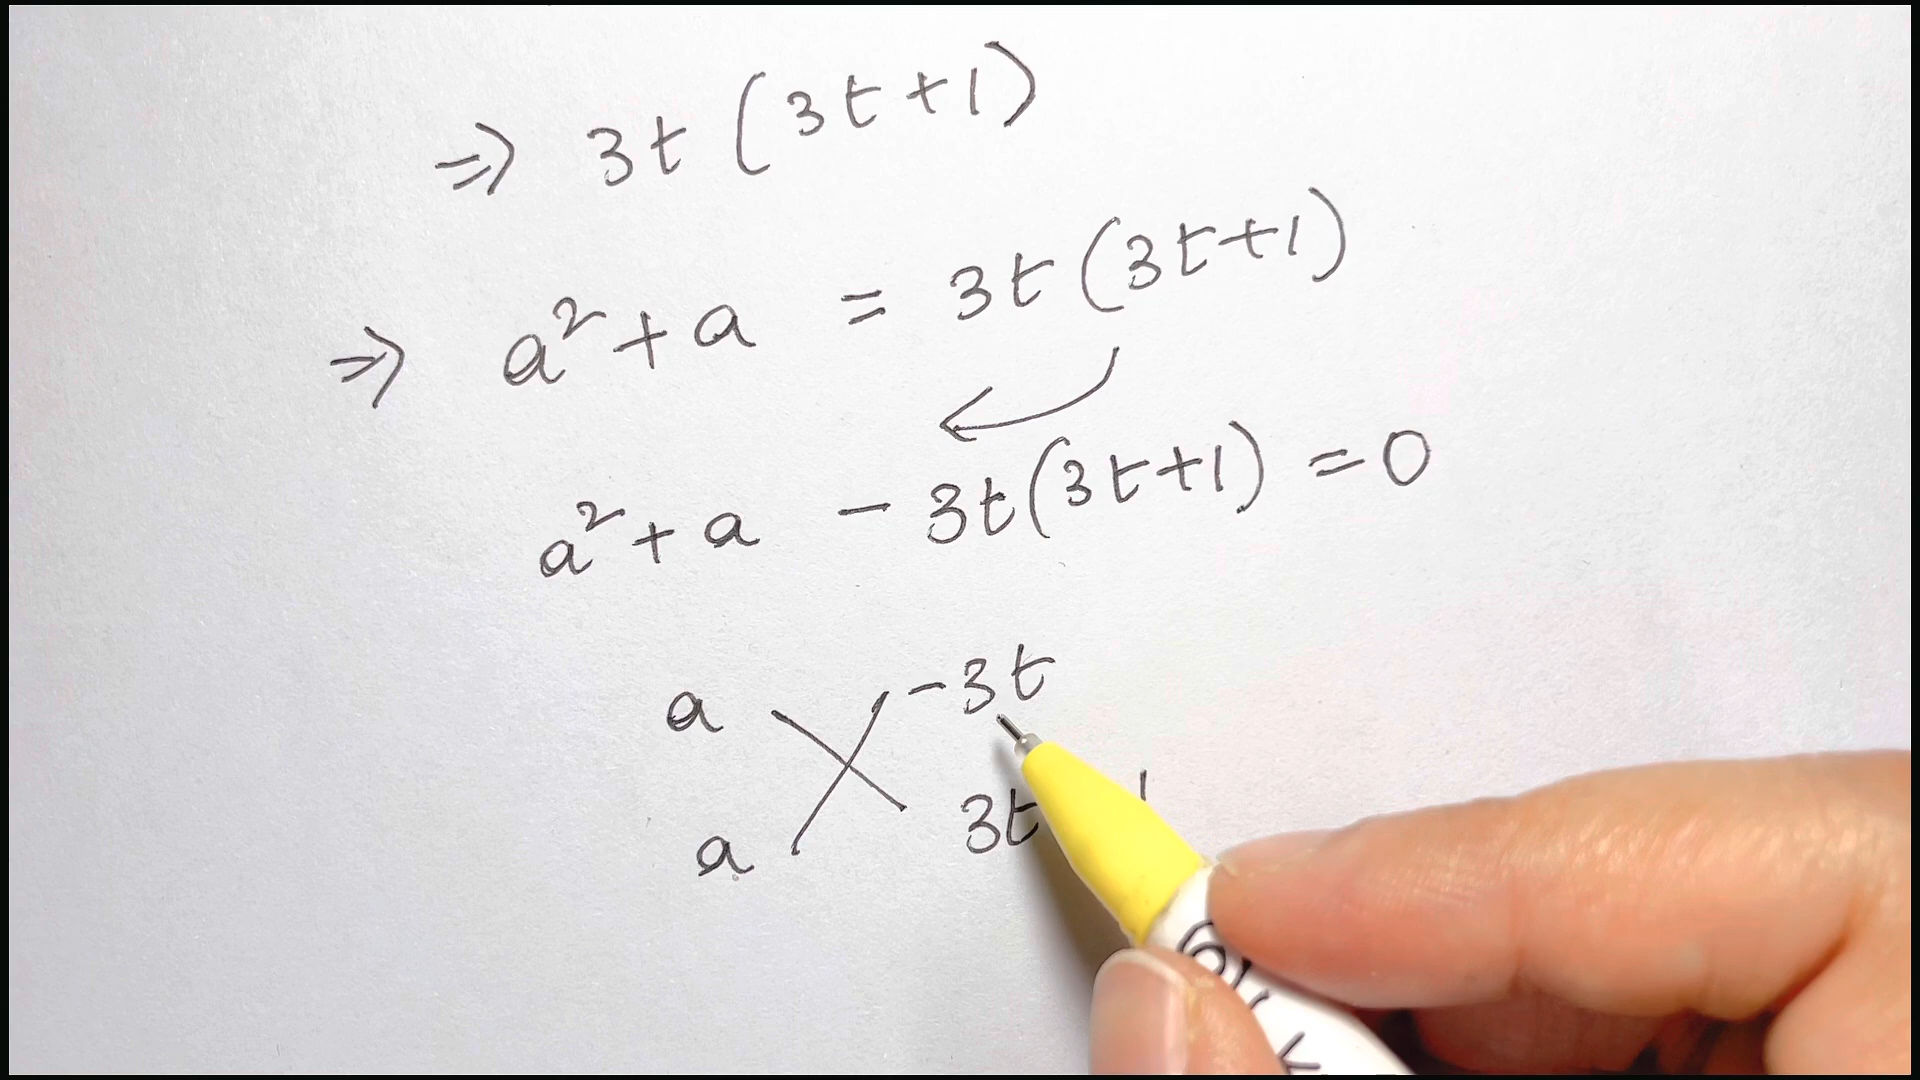 ⇒ 3t (3t+1)
⇒ a²+a = 3t(3t+1)
a²+a - 3t(3t+1) = 0
a -3t
a 3t